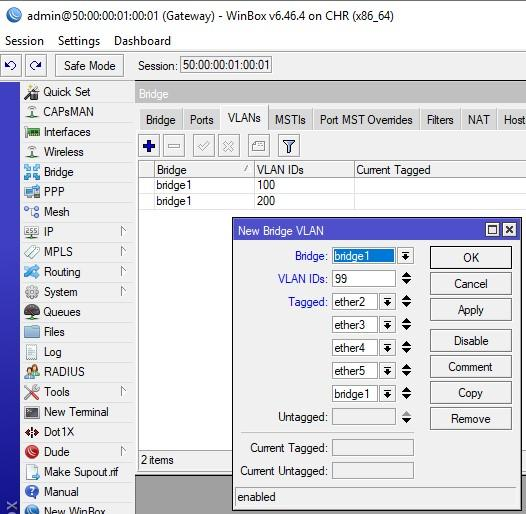 admin@50:00:00:01:00:01 (Gateway) - WinBox v6.46.4 on CHR (x86_64)
Session Settings Dashboard
Safe Mode Session: 50:00:00:01:00:01
Quick Set
CAPsMAN
Interfaces
Wireless
Bridge
PPP
Mesh
IP
MPLS
Routing
System
Queues
Files
Log
RADIUS
Tools
New Terminal
Dot1X
Dude
Make Supout.rif
Manual
New WinBox
Bridge
Bridge Ports VLANs MSTIs Port MST Overrides Filters NAT Host
Bridge VLAN IDs Current Tagged
bridge1 100
bridge1 200
2 items
New Bridge VLAN
Bridge: bridge1
VLAN IDs: 99
Tagged: ether2
ether3
ether4
ether5
bridge1
Untagged:
Current Tagged:
Current Untagged:
enabled
OK
Cancel
Apply
Disable
Comment
Copy
Remove